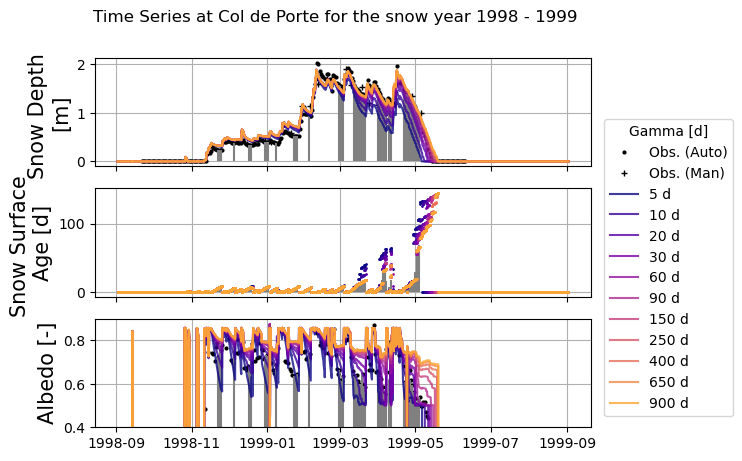 Time Series at Col de Porte for the snow year 1998 - 1999
Snow Depth
[m]
2
1
0
Snow Surface
Age [d]
100
0
Albedo [-]
0.8
0.6
0.4
1998-09
1998-11
1999-01
1999-03
1999-05
1999-07
1999-09
Gamma [d]
Obs. (Auto)
Obs. (Man)
5 d
10 d
20 d
30 d
60 d
90 d
150 d
250 d
400 d
650 d
900 d